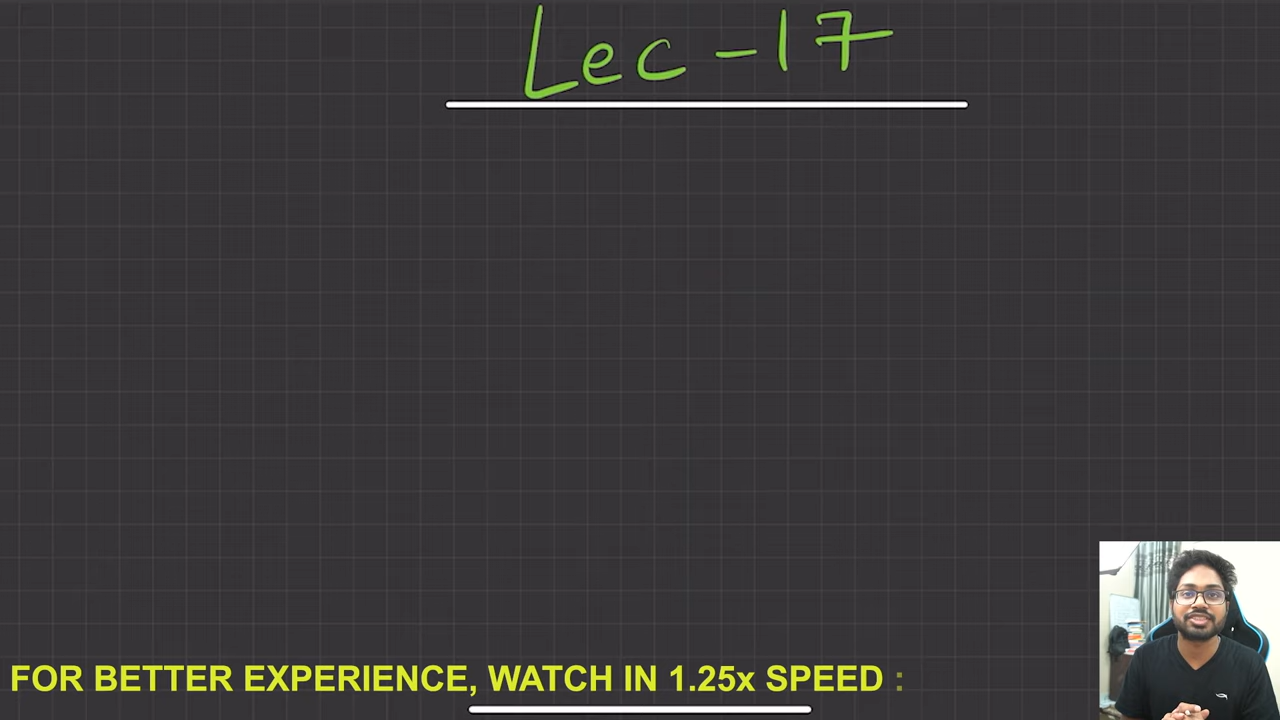 Lec-17
FOR BETTER EXPERIENCE, WATCH IN 1.25x SPEED :